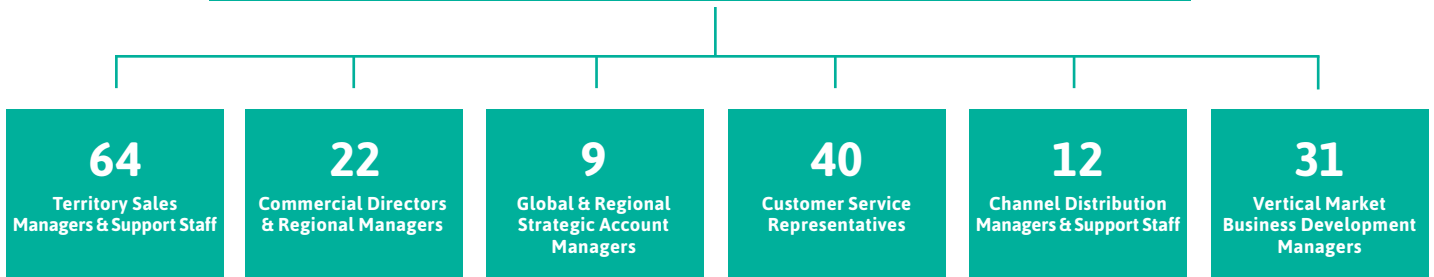 64
Territory Sales
Managers & Support Staff
22
Commercial Directors
& Regional Managers
9
Global & Regional
Strategic Account
Managers
40
Customer Service
Representatives
12
Channel Distribution
Managers & Support Staff
31
Vertical Market
Business Development
Managers